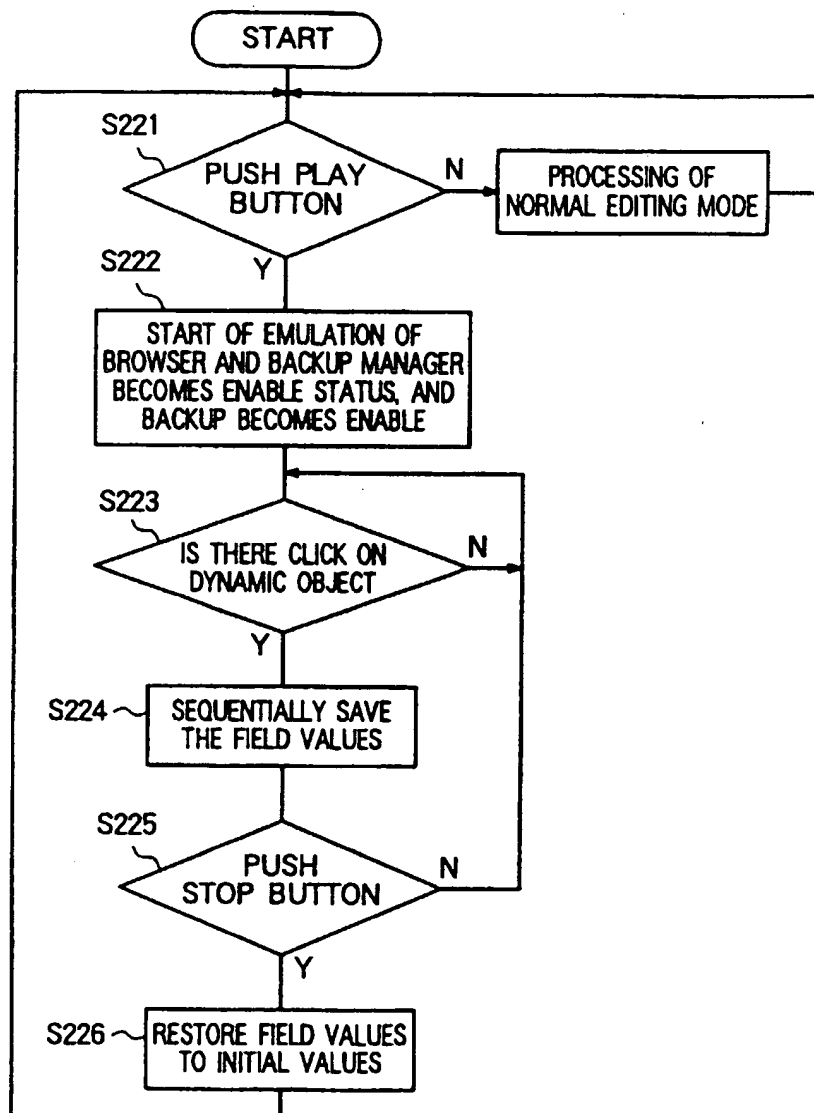 START
S221
PUSH PLAY
BUTTON
N
PROCESSING OF
NORMAL EDITING MODE
Y
S222
START OF EMULATION OF
BROWSER AND BACKUP MANAGER
BECOMES ENABLE STATUS, AND
BACKUP BECOMES ENABLE
S223
IS THERE CLICK ON
DYNAMIC OBJECT
N
Y
S224
SEQUENTIALLY SAVE
THE FIELD VALUES
S225
PUSH
STOP BUTTON
N
Y
S226
RESTORE FIELD VALUES
TO INITIAL VALUES